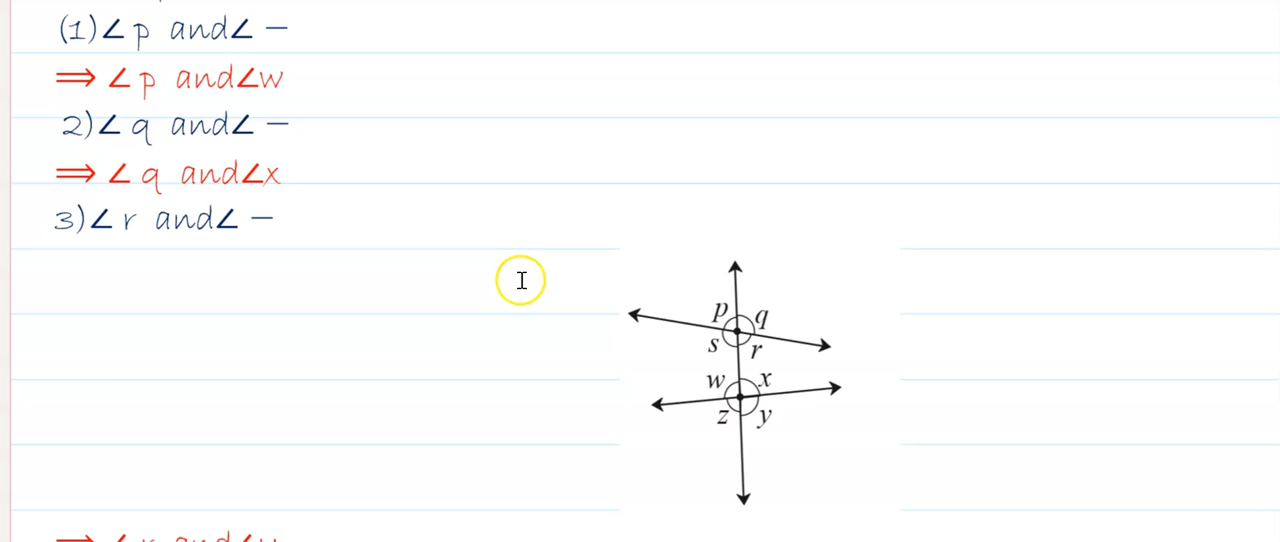 (1)∠p and∠ —
⟹ ∠p and∠w
2)∠q and∠ —
⟹ ∠q and∠x
3)∠r and∠ —
p q
s r
w x
z y